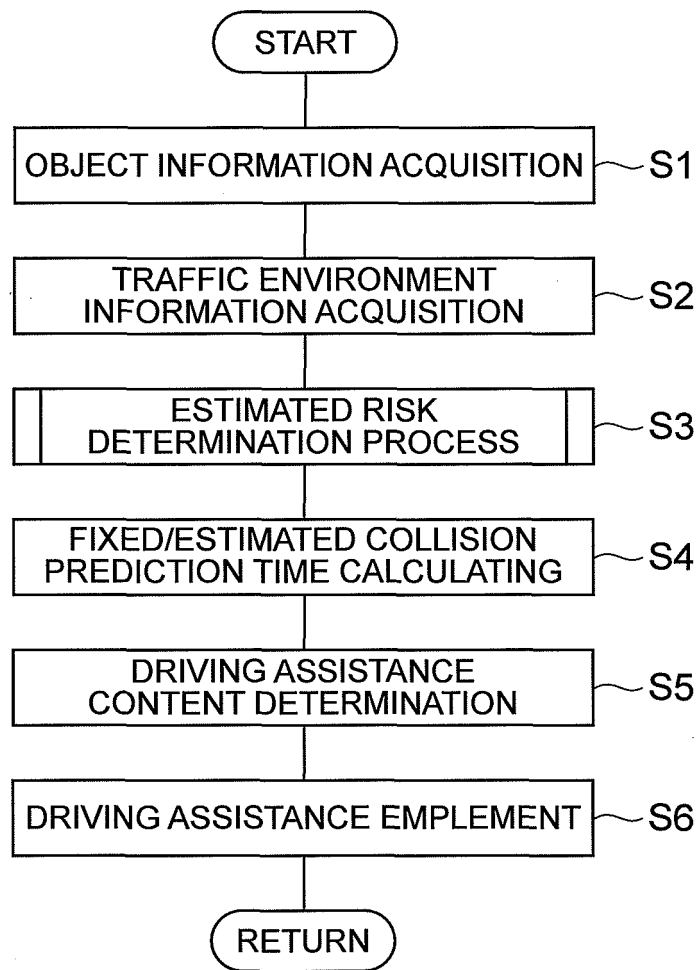 START
OBJECT INFORMATION ACQUISITION
S1
TRAFFIC ENVIRONMENT
INFORMATION ACQUISITION
S2
ESTIMATED RISK
DETERMINATION PROCESS
S3
FIXED/ESTIMATED COLLISION
PREDICTION TIME CALCULATING
S4
DRIVING ASSISTANCE
CONTENT DETERMINATION
S5
DRIVING ASSISTANCE EMPLEMENT
S6
RETURN